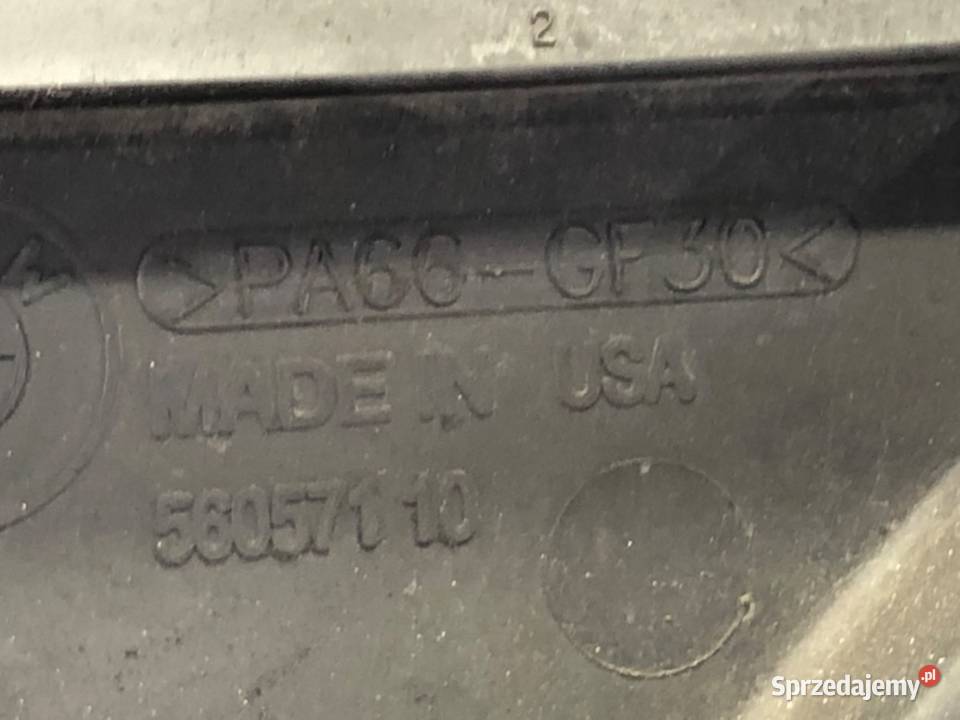 2
>PA66-GF30<
MADE IN USA
56057110
Sprzedajemy.pl